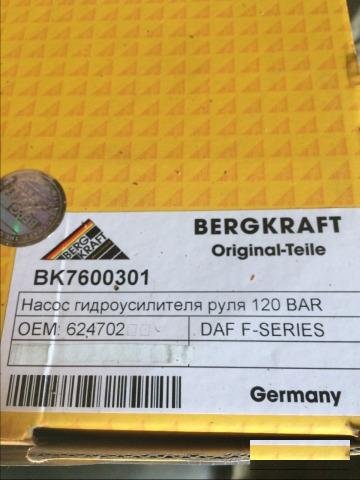 BERGKRAFT
Original-Teile
BERG
KRAFT
BK7600301
Насос гидроусилителя руля 120 BAR
OEM: 624702□□
DAF F-SERIES
Germany